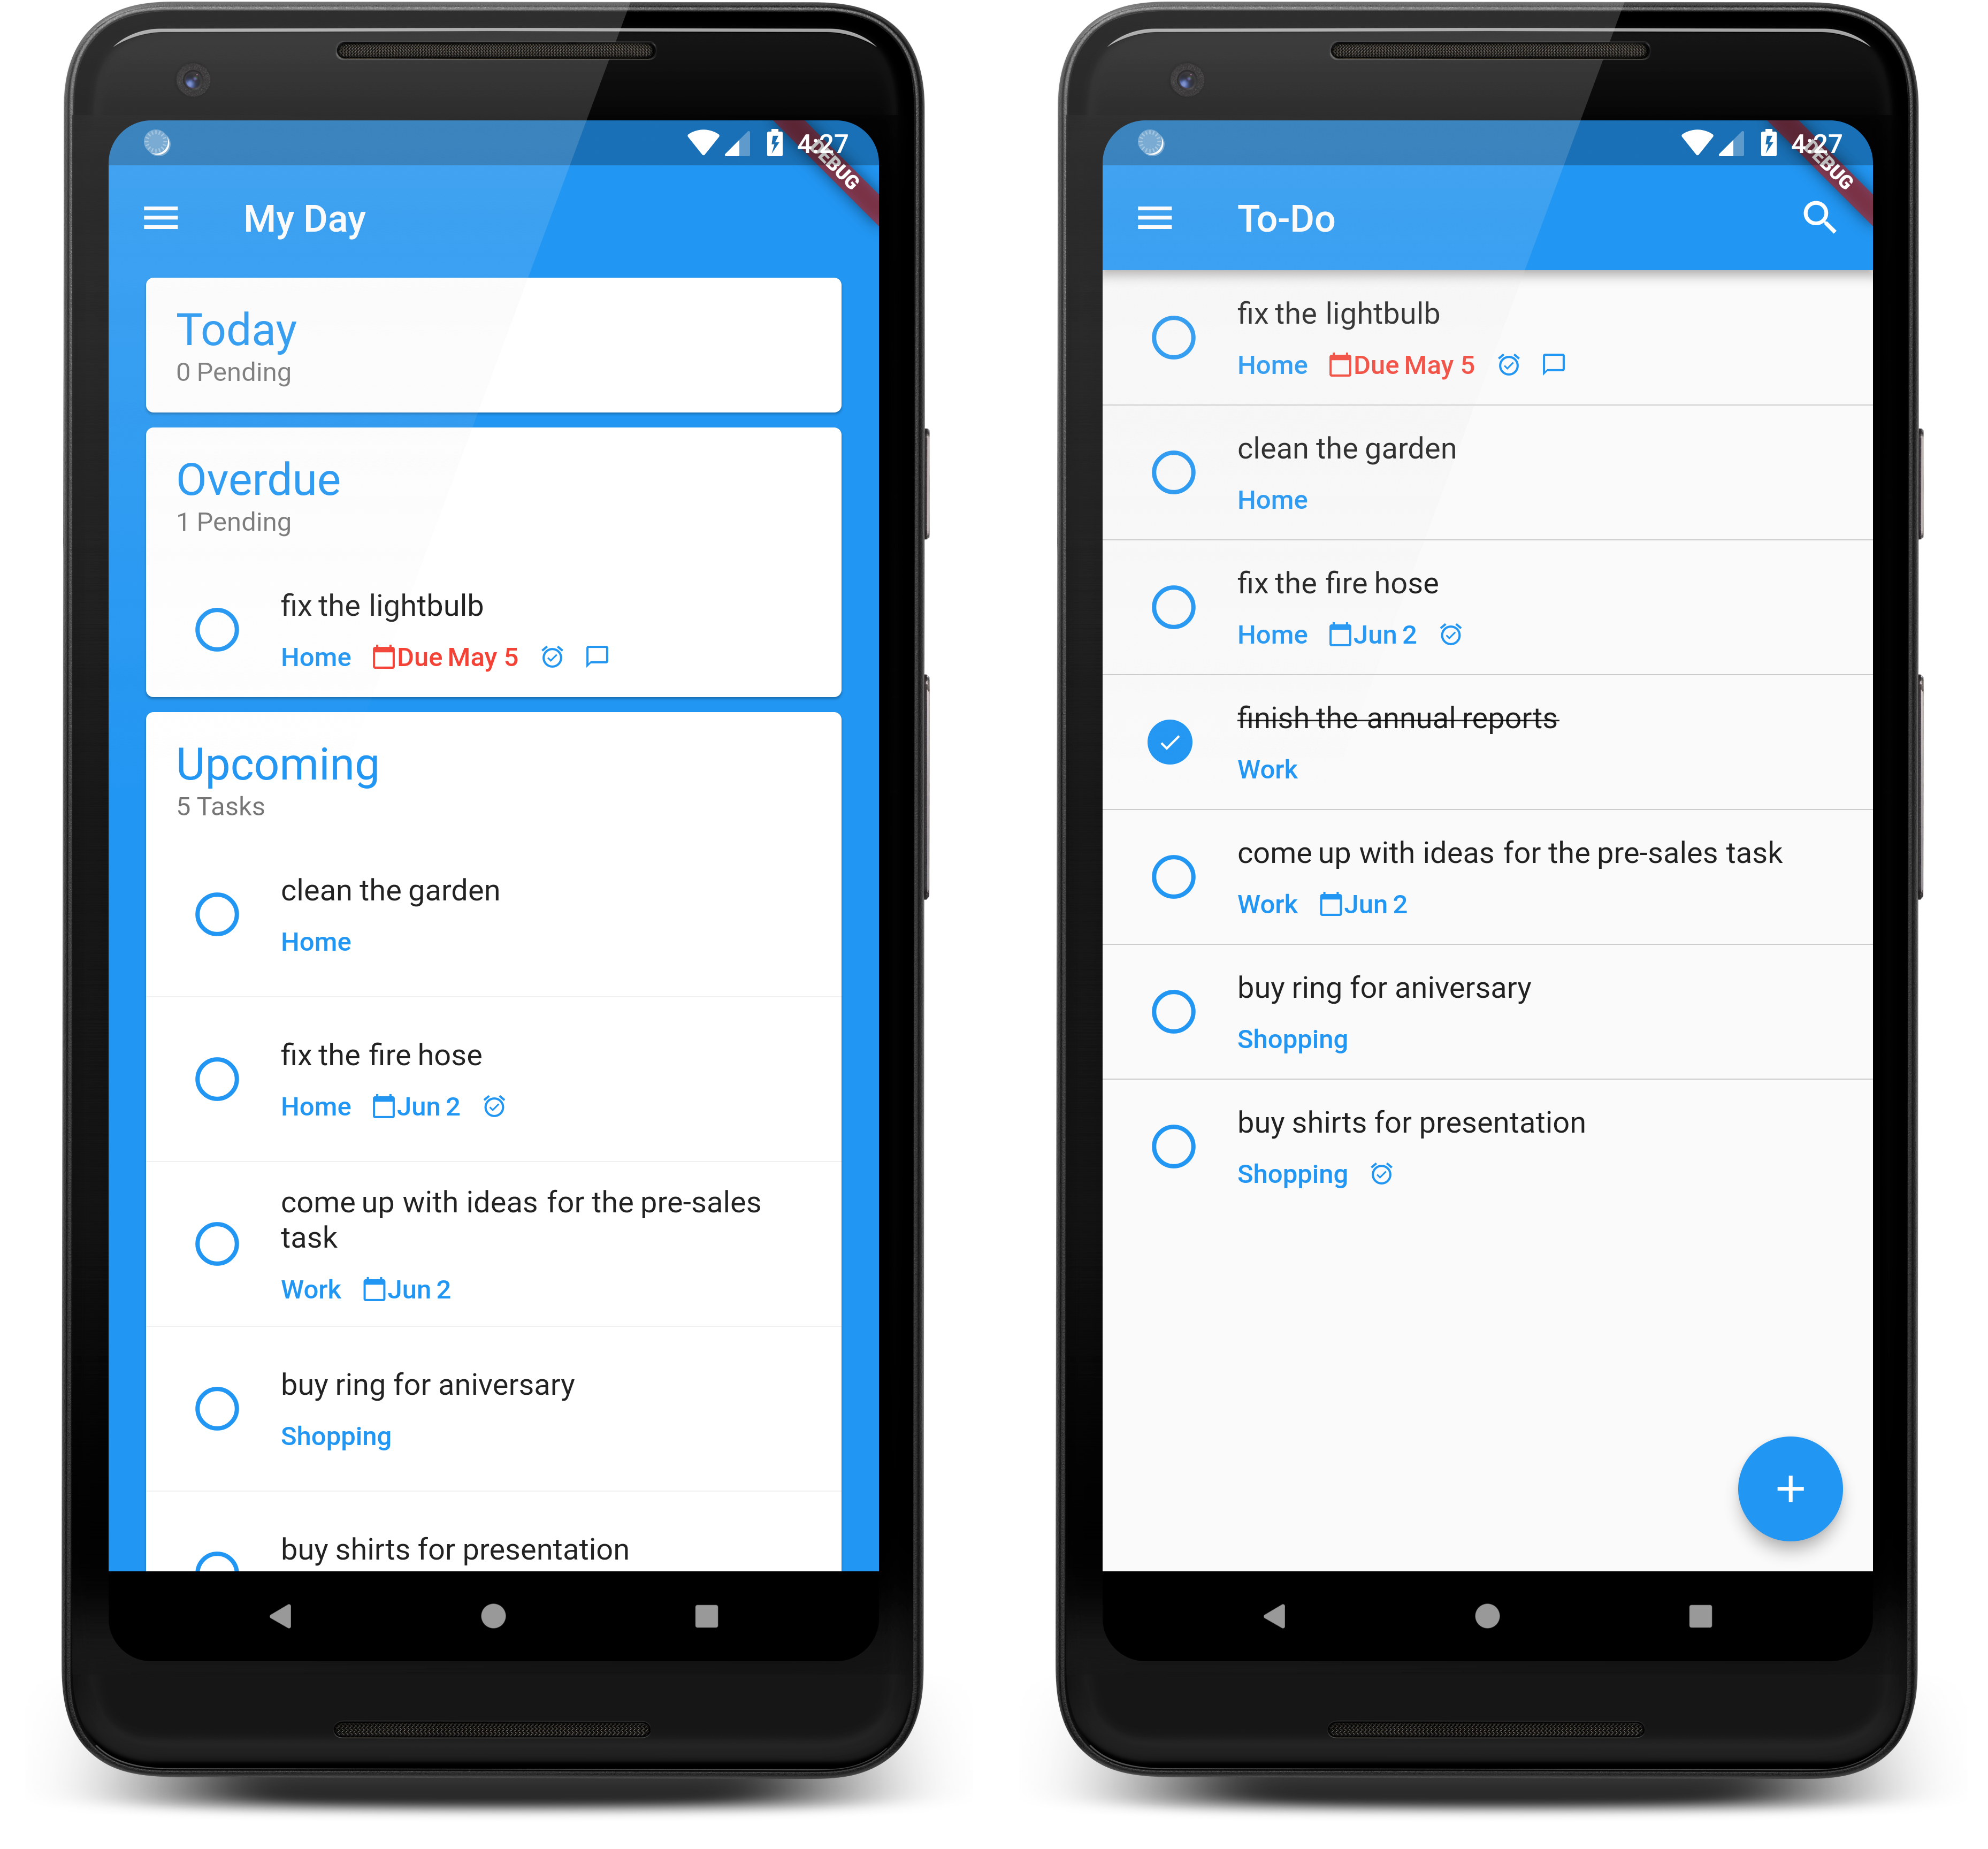 4:27
DEBUG
My Day
Today
0 Pending
Overdue
1 Pending
fix the lightbulb
Home Due May 5
Upcoming
5 Tasks
clean the garden
Home
fix the fire hose
Home Jun 2
come up with ideas for the pre-sales
task
Work Jun 2
buy ring for aniversary
Shopping
buy shirts for presentation
4:27
DEBUG
To-Do
fix the lightbulb
Home Due May 5
clean the garden
Home
fix the fire hose
Home Jun 2
finish the annual reports
Work
come up with ideas for the pre-sales task
Work Jun 2
buy ring for aniversary
Shopping
buy shirts for presentation
Shopping